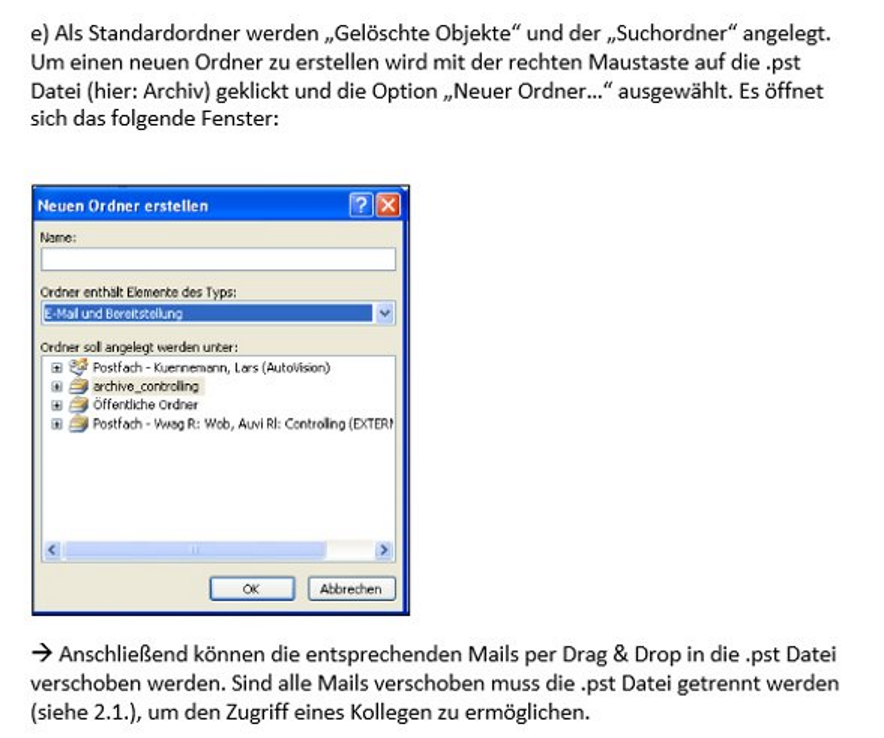 e) Als Standardordner werden „Gelöschte Objekte“ und der „Suchordner“ angelegt.
Um einen neuen Ordner zu erstellen wird mit der rechten Maustaste auf die .pst
Datei (hier: Archiv) geklickt und die Option „Neuer Ordner...“ ausgewählt. Es öffnet
sich das folgende Fenster:
Neuen Ordner erstellen
Name:
Ordner enthält Elemente des Typs:
E-Mail und Bereitstellung
Ordner soll angelegt werden unter:
Postfach - Kuernemann, Lars (AutoVision)
archive_controlling
Öffentliche Ordner
Postfach - Vwag R: Wob, Auvi RI: Controlling (EXTERN
OK
Abbrechen
→ Anschließend können die entsprechenden Mails per Drag & Drop in die .pst Datei
verschoben werden. Sind alle Mails verschoben muss die .pst Datei getrennt werden
(siehe 2.1.), um den Zugriff eines Kollegen zu ermöglichen.